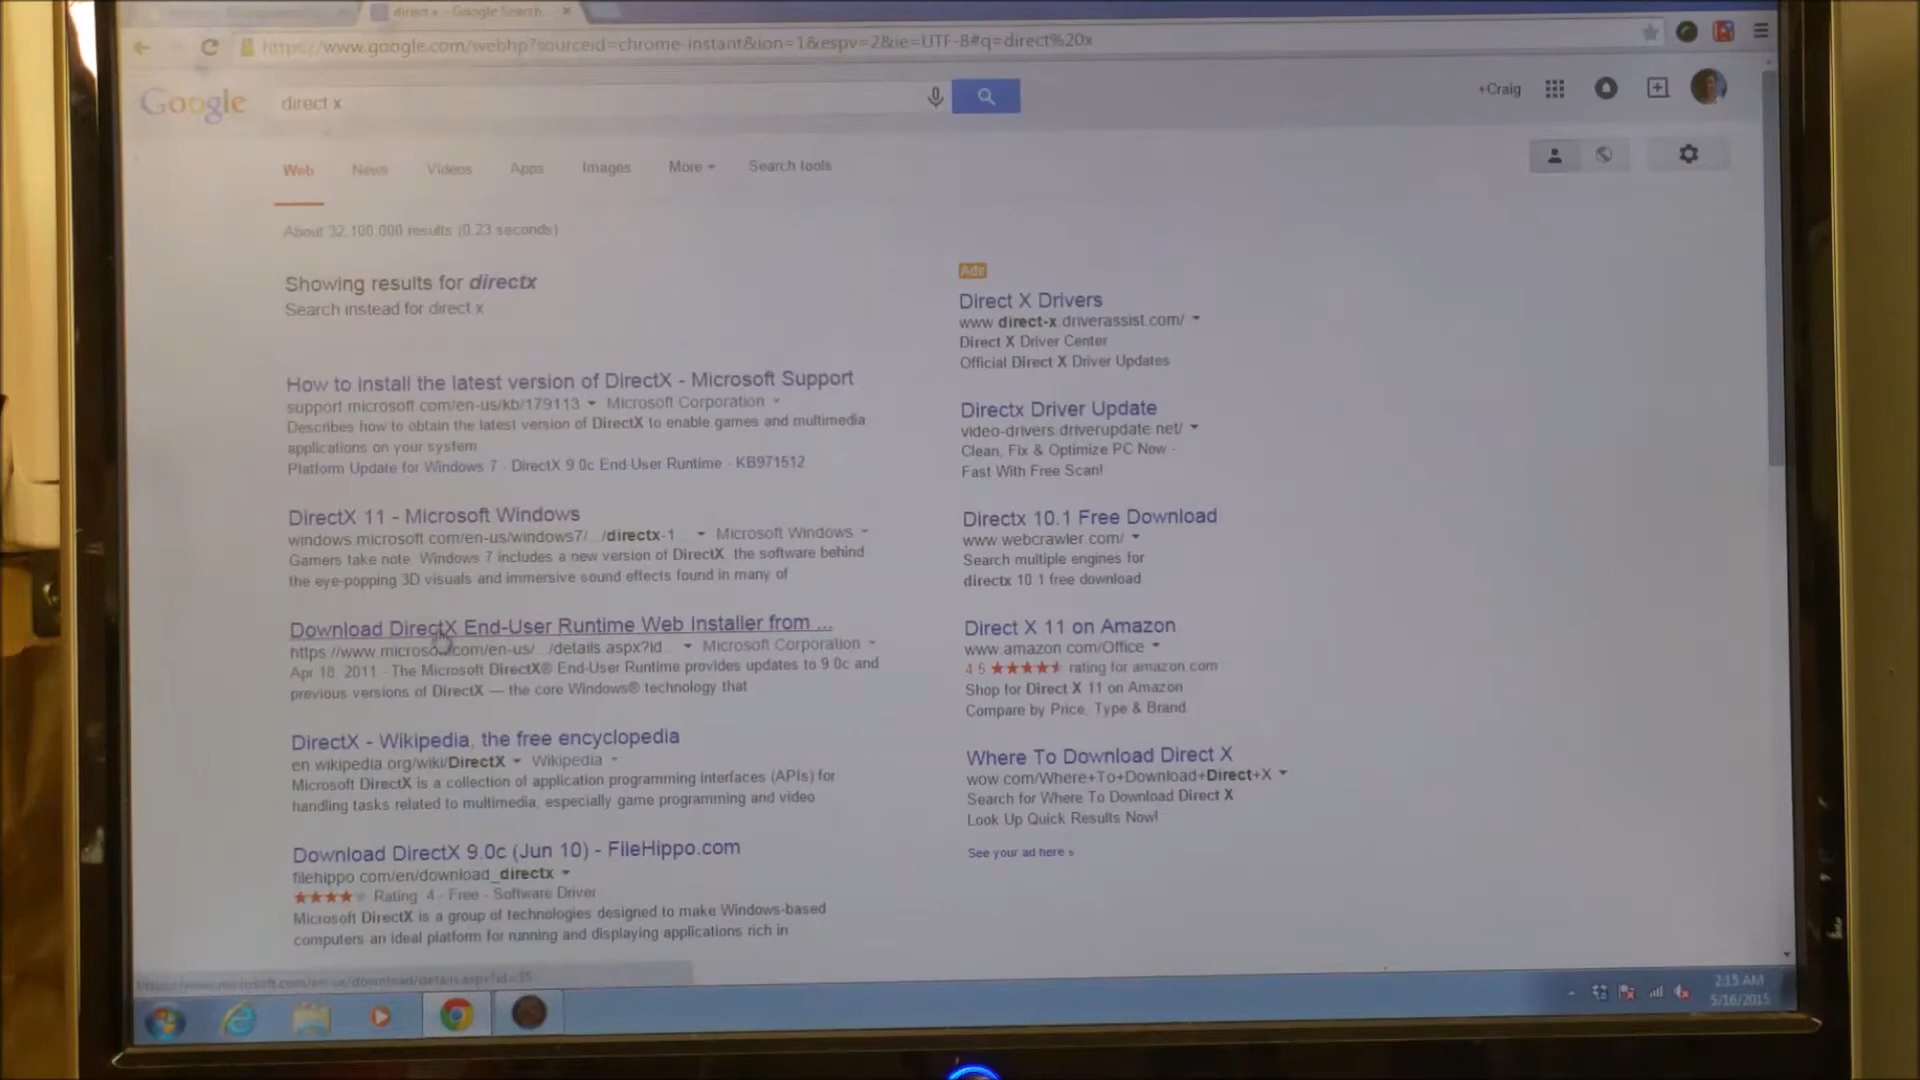 direct x - Google Search
https://www.google.com/webhp?sourceid=chrome-instant&ion=1&espv=2&ie=UTF-8#q=direct%20x
Google
direct x
+Craig
Web News Videos Apps Images More Search tools
About 32,100,000 results (0.23 seconds)
Showing results for directx
Search instead for direct x
How to install the latest version of DirectX - Microsoft Support
support.microsoft.com/en-us/kb/179113 Microsoft Corporation
Describes how to obtain the latest version of DirectX to enable games and multimedia
applications on your system
Platform Update for Windows 7 - DirectX 9.0c End-User Runtime - KB971512
DirectX 11 - Microsoft Windows
windows.microsoft.com/en-us/windows7/.../directx-1... Microsoft Windows
Gamers take note. Windows 7 includes a new version of DirectX, the software behind
the eye-popping 3D visuals and immersive sound effects found in many of
Download DirectX End-User Runtime Web Installer from ...
https://www.microsoft.com/en-us/.../details.aspx?id... Microsoft Corporation
Apr 18, 2011 - The Microsoft DirectX® End-User Runtime provides updates to 9.0c and
previous versions of DirectX — the core Windows® technology that
DirectX - Wikipedia, the free encyclopedia
en.wikipedia.org/wiki/DirectX Wikipedia
Microsoft DirectX is a collection of application programming interfaces (APIs) for
handling tasks related to multimedia, especially game programming and video
Download DirectX 9.0c (Jun 10) - FileHippo.com
filehippo.com/en/download_directx
Rating 4 - Free - Software Driver
Microsoft DirectX is a group of technologies designed to make Windows-based
computers an ideal platform for running and displaying applications rich in
https://www.microsoft.com/en-us/download/details.aspx?id=35
Ads
Direct X Drivers
www.direct-x.driverassist.com/
Direct X Driver Center
Official Direct X Driver Updates
Directx Driver Update
video-drivers.driverupdate.net/
Clean, Fix & Optimize PC Now -
Fast With Free Scan!
Directx 10.1 Free Download
www.webcrawler.com/
Search multiple engines for
directx 10.1 free download
Direct X 11 on Amazon
www.amazon.com/Office
4.5 rating for amazon.com
Shop for Direct X 11 on Amazon
Compare by Price, Type & Brand
Where To Download Direct X
wow.com/Where+To+Download+Direct+X
Search for Where To Download Direct X
Look Up Quick Results Now!
See your ad here »
2:15 AM
5/16/2015